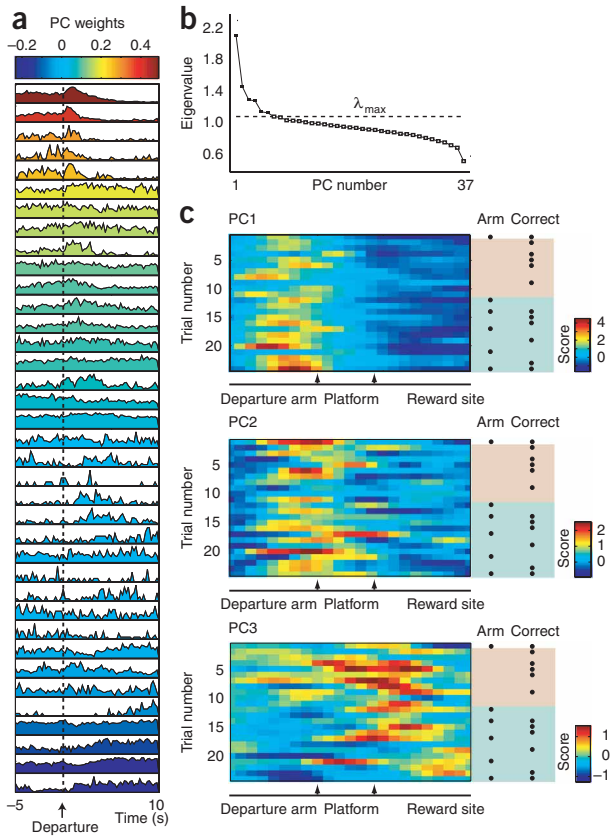 a
PC weights
−0.2 0 0.2 0.4
−5 10
Time (s)
Departure
b
Eigenvalue
2.2
1.8
1.4
1.0
0.6
λmax
1 37
PC number
c
PC1
Arm Correct
Trial number
5
10
15
20
Score
4
2
0
Departure arm Platform Reward site
PC2
Arm Correct
Trial number
5
10
15
20
Score
2
1
0
Departure arm Platform Reward site
PC3
Arm Correct
Trial number
5
10
15
20
Score
1
0
−1
Departure arm Platform Reward site